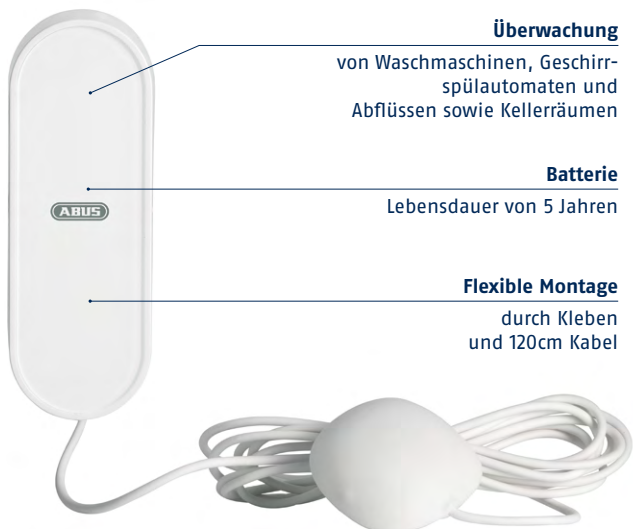 Überwachung
von Waschmaschinen, Geschirr-
spülautomaten und
Abflüssen sowie Kellerräumen
Batterie
ABUS
Lebensdauer von 5 Jahren
Flexible Montage
durch Kleben
und 120cm Kabel